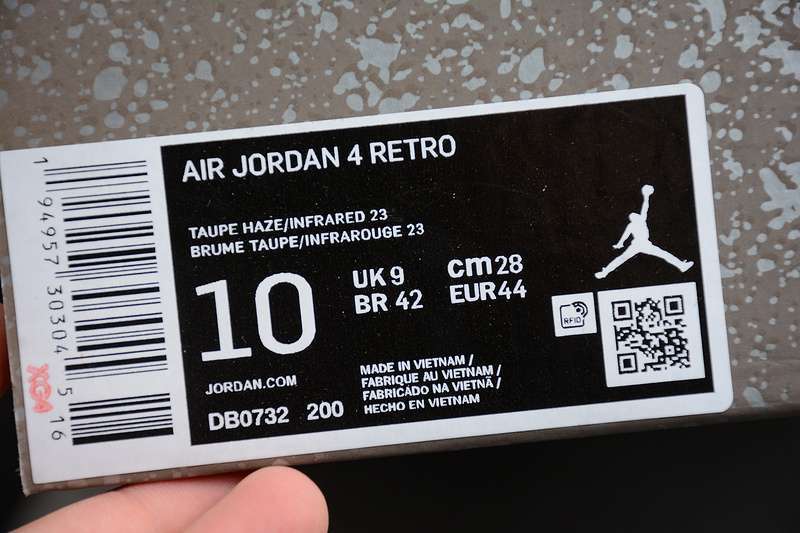 AIR JORDAN 4 RETRO
TAUPE HAZE/INFRARED 23
BRUME TAUPE/INFRAROUGE 23
10
UK 9
cm 28
BR 42
EUR 44
RFID
JORDAN.COM
DB0732 200
MADE IN VIETNAM /
FABRIQUE AU VIETNAM /
FABRICADO NA VIETNÃ /
HECHO EN VIETNAM
1 94957 30304 5 16
XC4